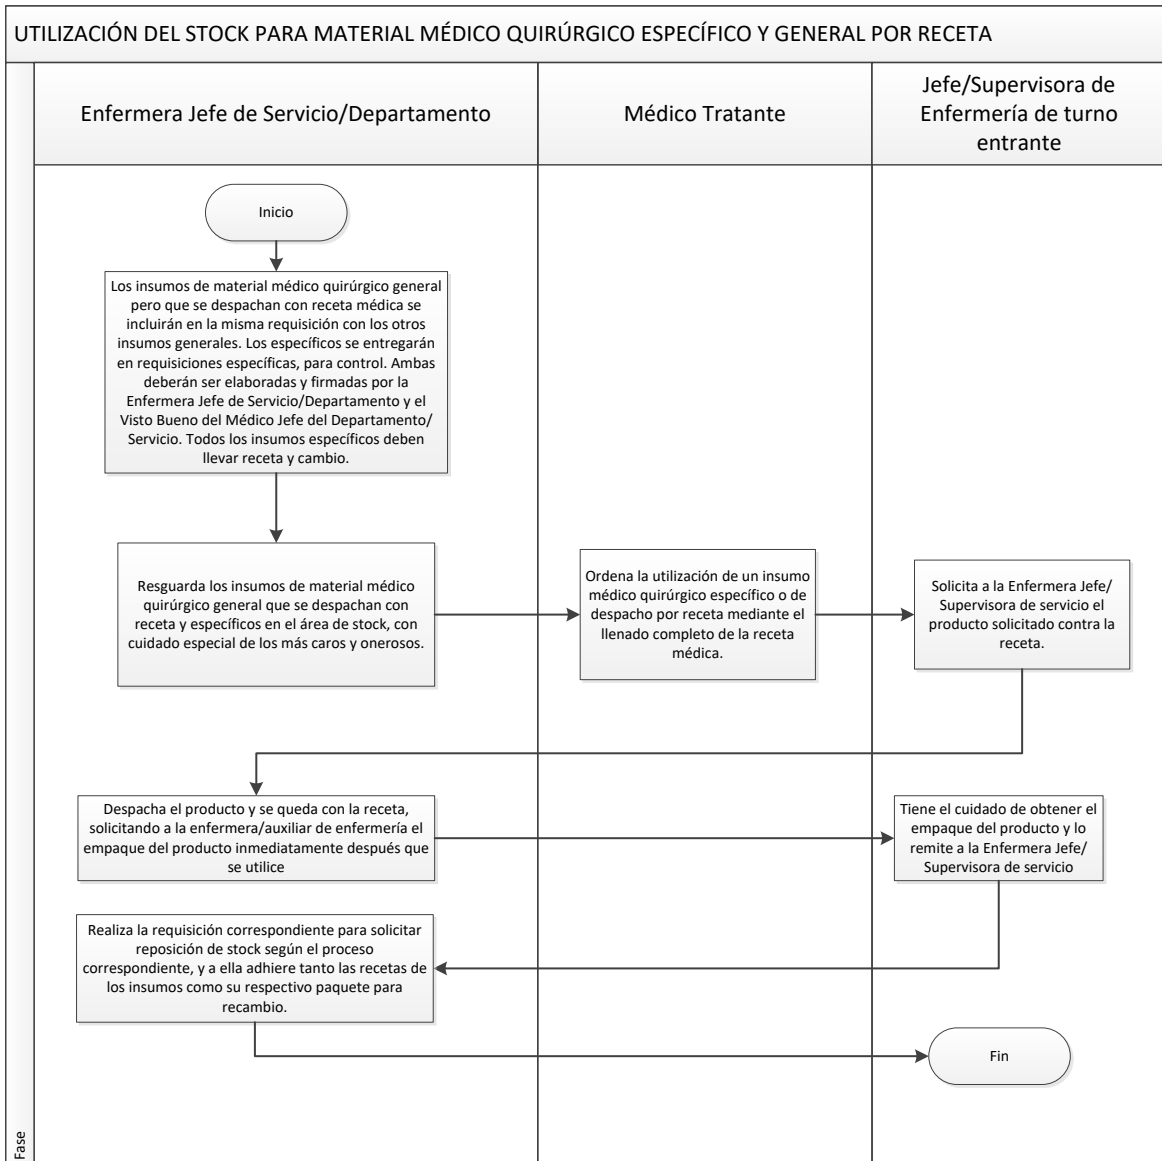 UTILIZACIÓN DEL STOCK PARA MATERIAL MÉDICO QUIRÚRGICO ESPECÍFICO Y GENERAL POR RECETA
Enfermera Jefe de Servicio/Departamento
Médico Tratante
Jefe/Supervisora de
Enfermería de turno
entrante
Inicio
Los insumos de material médico quirúrgico general
pero que se despachan con receta médica se
incluirán en la misma requisición con los otros
insumos generales. Los específicos se entregarán
en requisiciones específicas, para control. Ambas
deberán ser elaboradas y firmadas por la
Enfermera Jefe de Servicio/Departamento y el
Visto Bueno del Médico Jefe del Departamento/
Servicio. Todos los insumos específicos deben
llevar receta y cambio.
Resguarda los insumos de material médico
quirúrgico general que se despachan con
receta y específicos en el área de stock, con
cuidado especial de los más caros y onerosos.
Ordena la utilización de un insumo
médico quirúrgico específico o de
despacho por receta mediante el
llenado completo de la receta
médica.
Solicita a la Enfermera Jefe/
Supervisora de servicio el
producto solicitado contra la
receta.
Despacha el producto y se queda con la receta,
solicitando a la enfermera/auxiliar de enfermería el
empaque del producto inmediatamente después que
se utilice
Tiene el cuidado de obtener el
empaque del producto y lo
remite a la Enfermera Jefe/
Supervisora de servicio
Realiza la requisición correspondiente para solicitar
reposición de stock según el proceso
correspondiente, y a ella adhiere tanto las recetas de
los insumos como su respectivo paquete para
recambio.
Fin
Fase